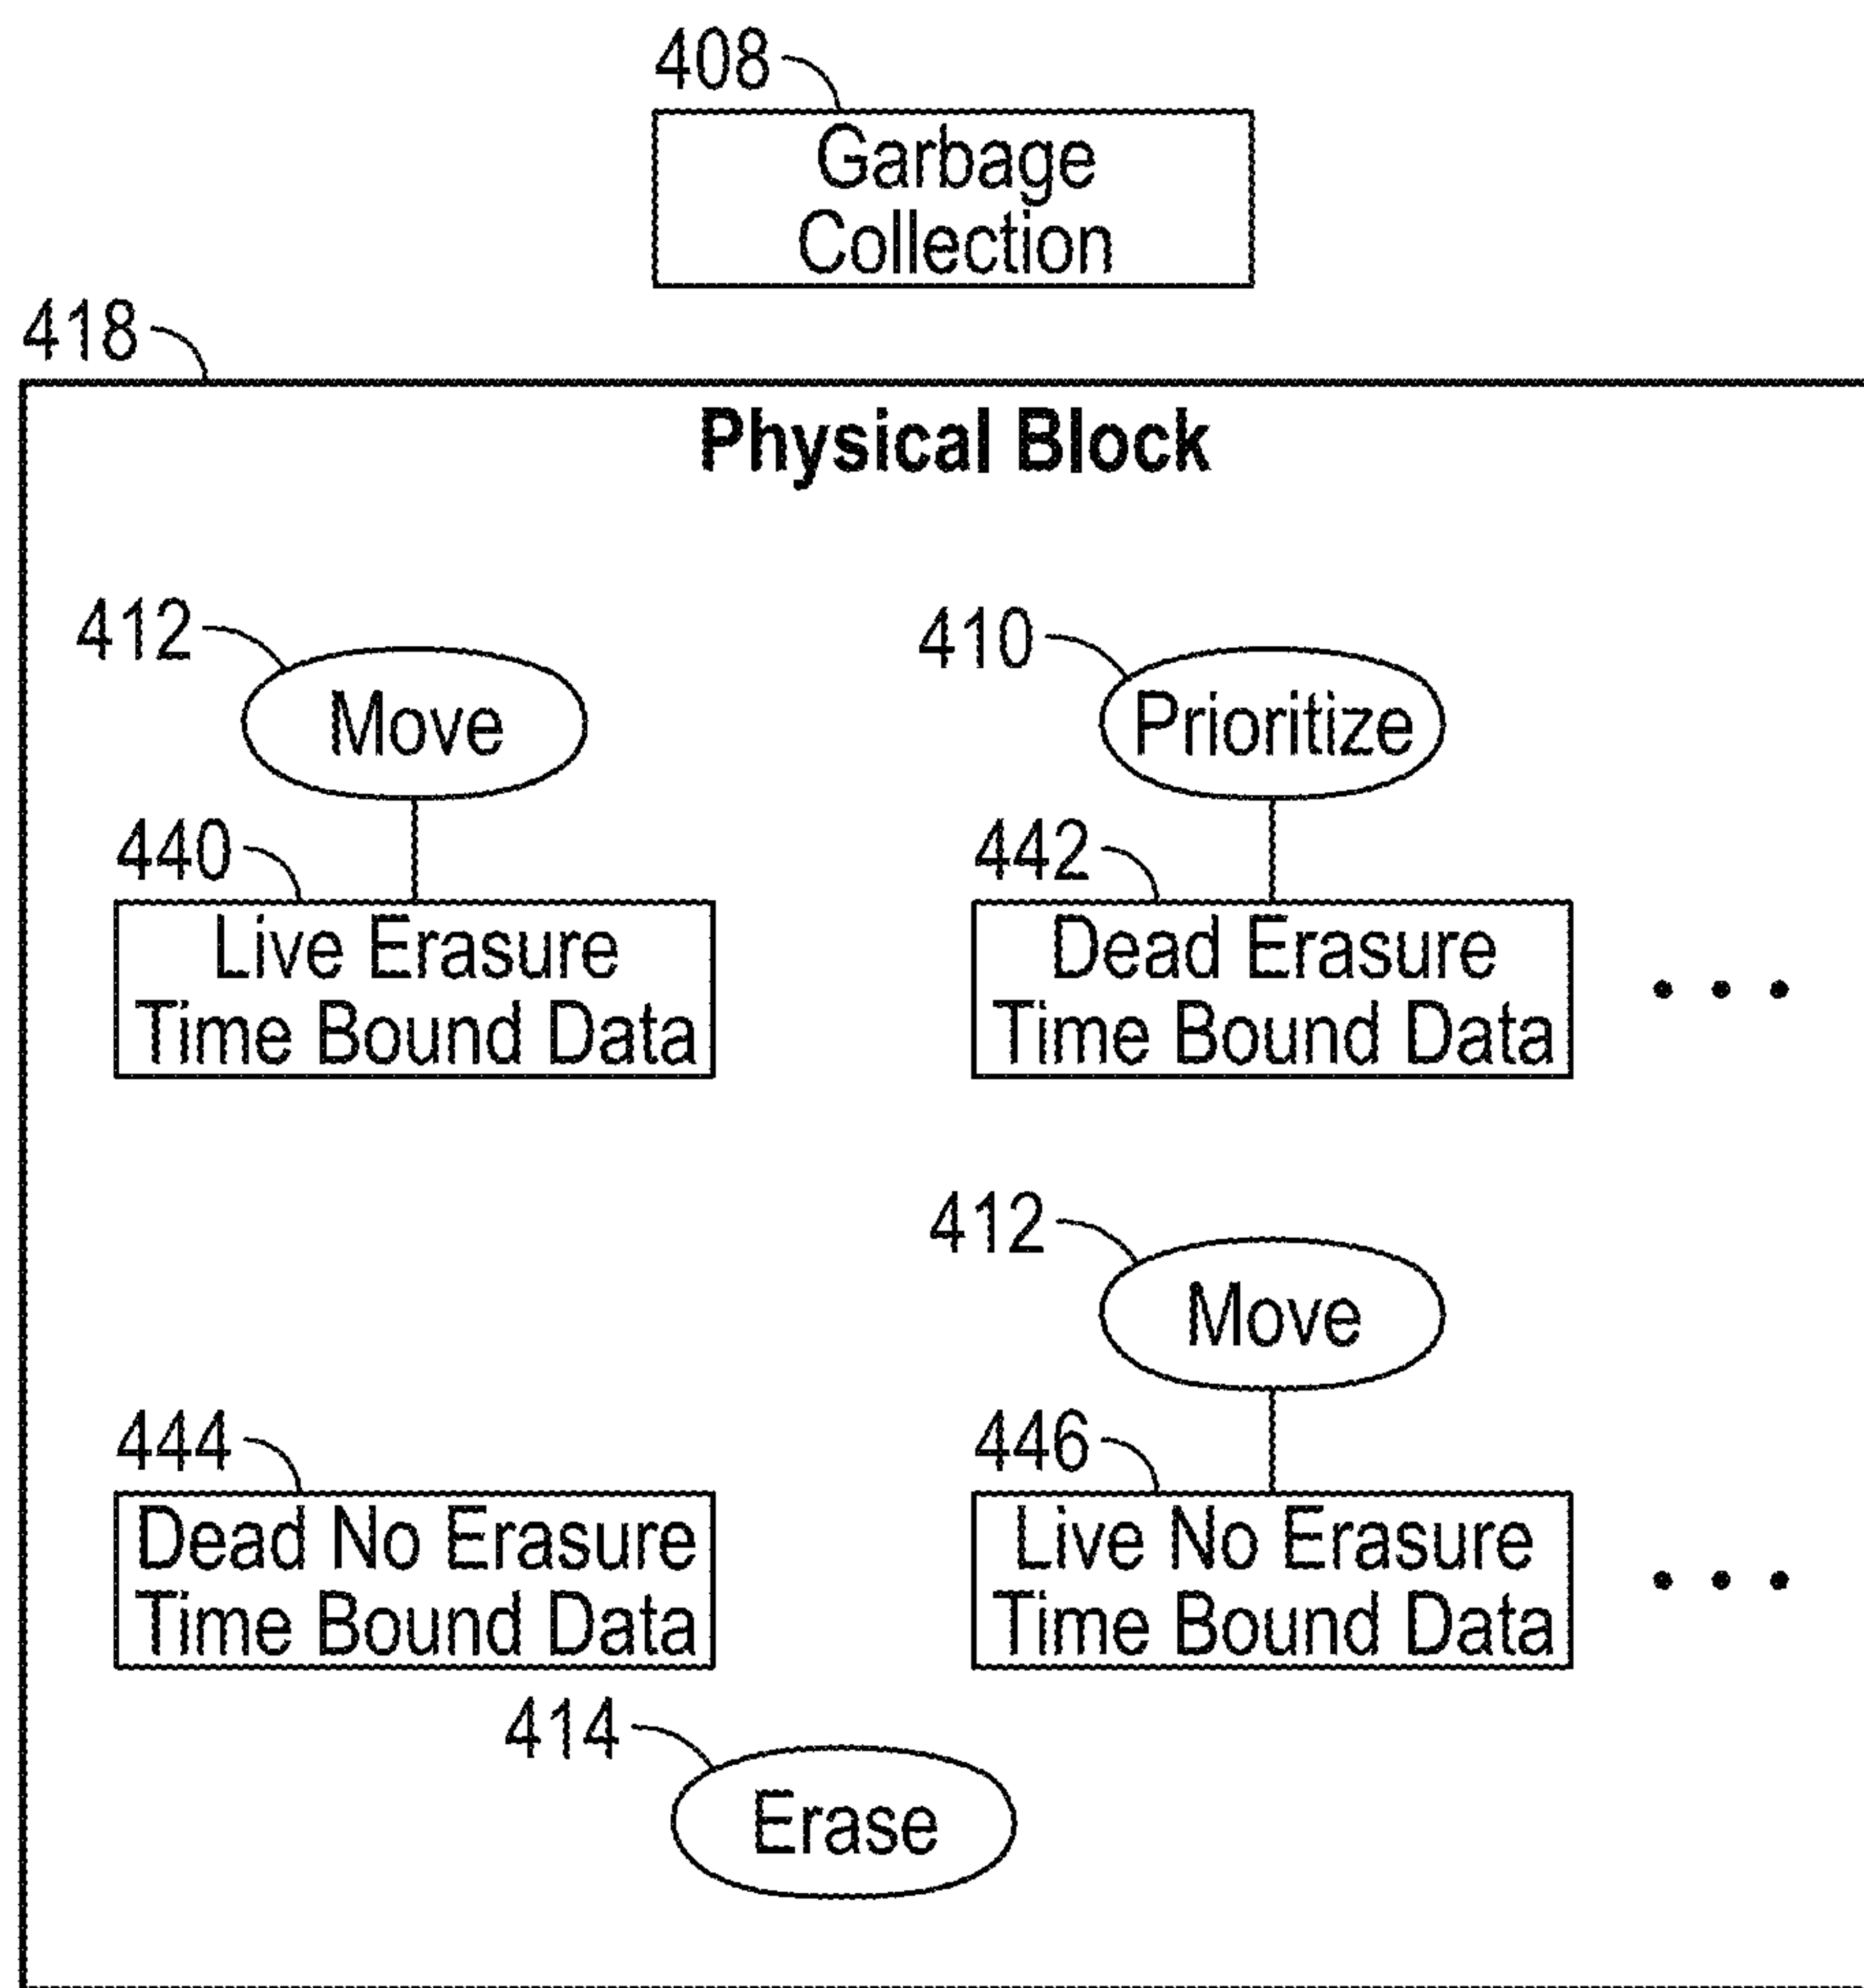 408
Garbage
Collection
418
Physical Block
412
Move
410
Prioritize
440
Live Erasure
Time Bound Data
442
Dead Erasure
Time Bound Data
412
Move
444
Dead No Erasure
Time Bound Data
446
Live No Erasure
Time Bound Data
414
Erase